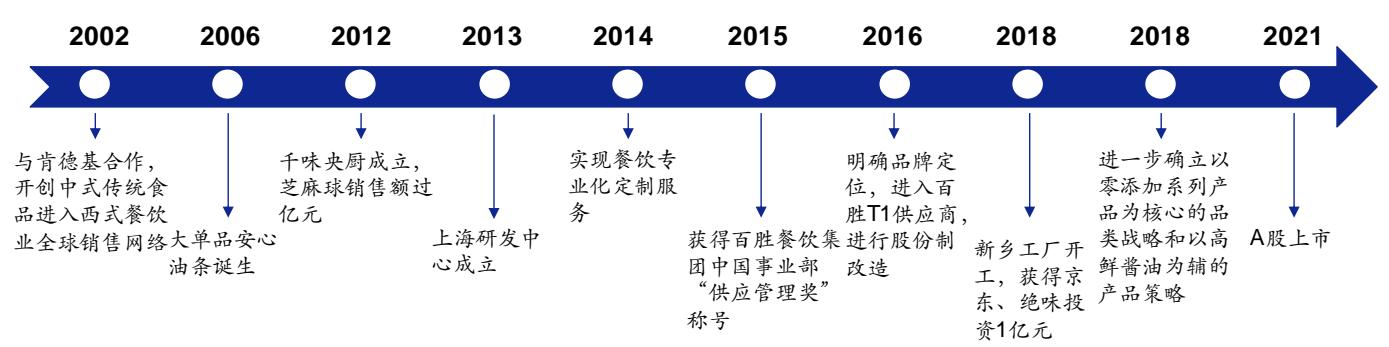 2002
2006
2012
2013
2014
2015
2016
2018
2018
2021
与肯德基合作，
开创中式传统食
品进入西式餐饮
业全球销售网络
大单品安心
油条诞生
千味央厨成立，
芝麻球销售额过
亿元
上海研发中
心成立
实现餐饮专
业化定制服
务
获得百胜餐饮集
团中国事业部
“供应管理奖”
称号
明确品牌定
位，进入百
胜T1供应商，
进行股份制
改造
新乡工厂开
工，获得京
东、绝味投
资1亿元
进一步确立以
零添加系列产
品为核心的品
类战略和以高
鲜酱油为辅的
产品策略
A股上市